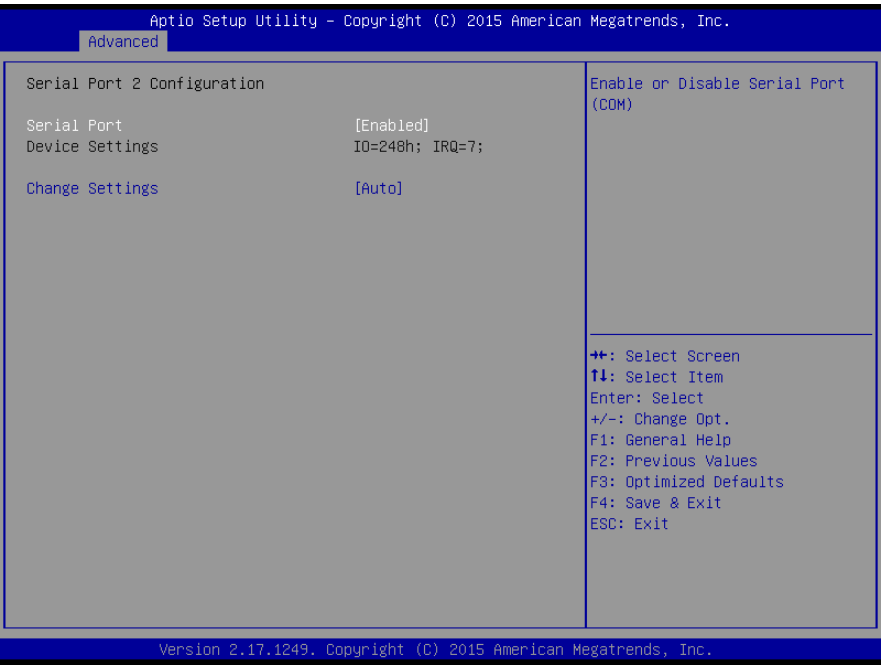 Aptio Setup Utility – Copyright (C) 2015 American Megatrends, Inc.
Advanced
Serial Port 2 Configuration
Serial Port [Enabled]
Device Settings IO=248h; IRQ=7;
Change Settings [Auto]
Enable or Disable Serial Port
(COM)
→←: Select Screen
↑↓: Select Item
Enter: Select
+/-: Change Opt.
F1: General Help
F2: Previous Values
F3: Optimized Defaults
F4: Save & Exit
ESC: Exit
Version 2.17.1249. Copyright (C) 2015 American Megatrends, Inc.